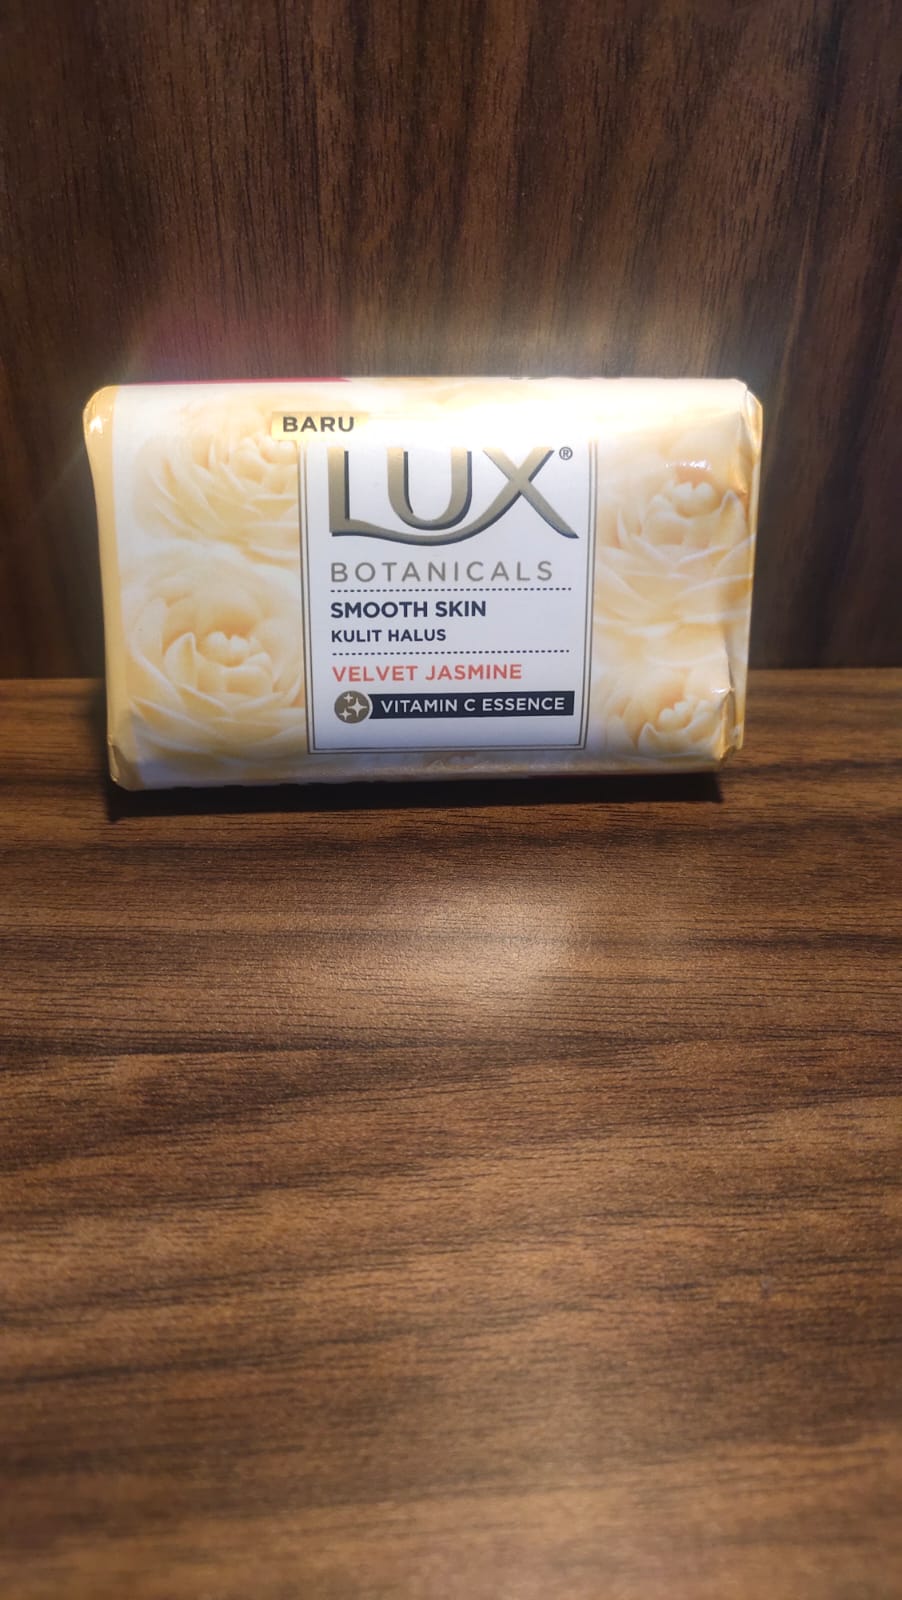 BARU
LUX®
BOTANICALS
SMOOTH SKIN
KULIT HALUS
VELVET JASMINE
VITAMIN C ESSENCE